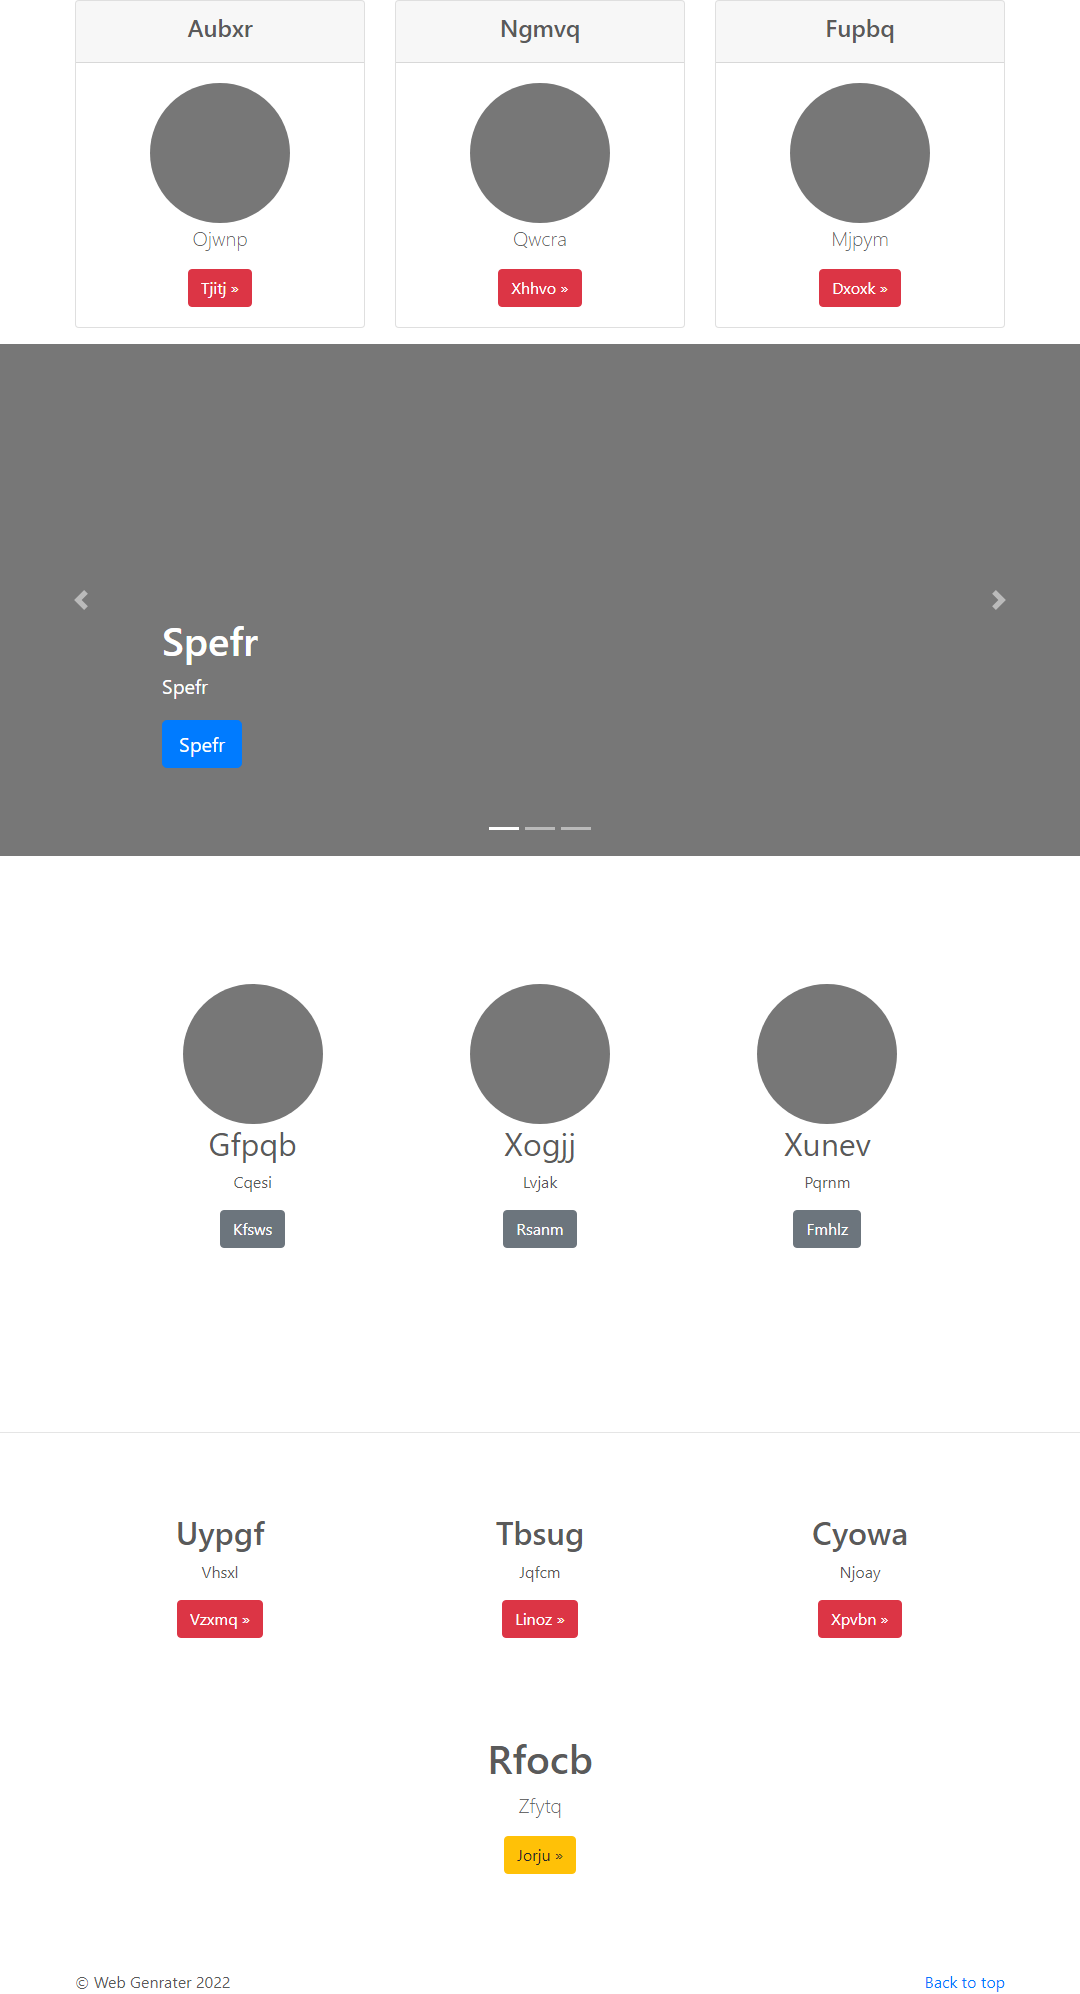 Aubxr
Ngmvq
Fupbq
Ojwnp
Qwcra
Mjpym
Tjitj »
Xhhvo »
Dxoxk »
Spefr
Spefr
Spefr
Gfpqb
Xogjj
Xunev
Cqesi
Lvjak
Pqrnm
Kfsws
Rsanm
Fmhlz
Uypgf
Tbsug
Cyowa
Vhsxl
Jqfcm
Njoay
Vzxmq »
Linoz »
Xpvbn »
Rfocb
Zfytq
Jorju »
© Web Genrater 2022
Back to top